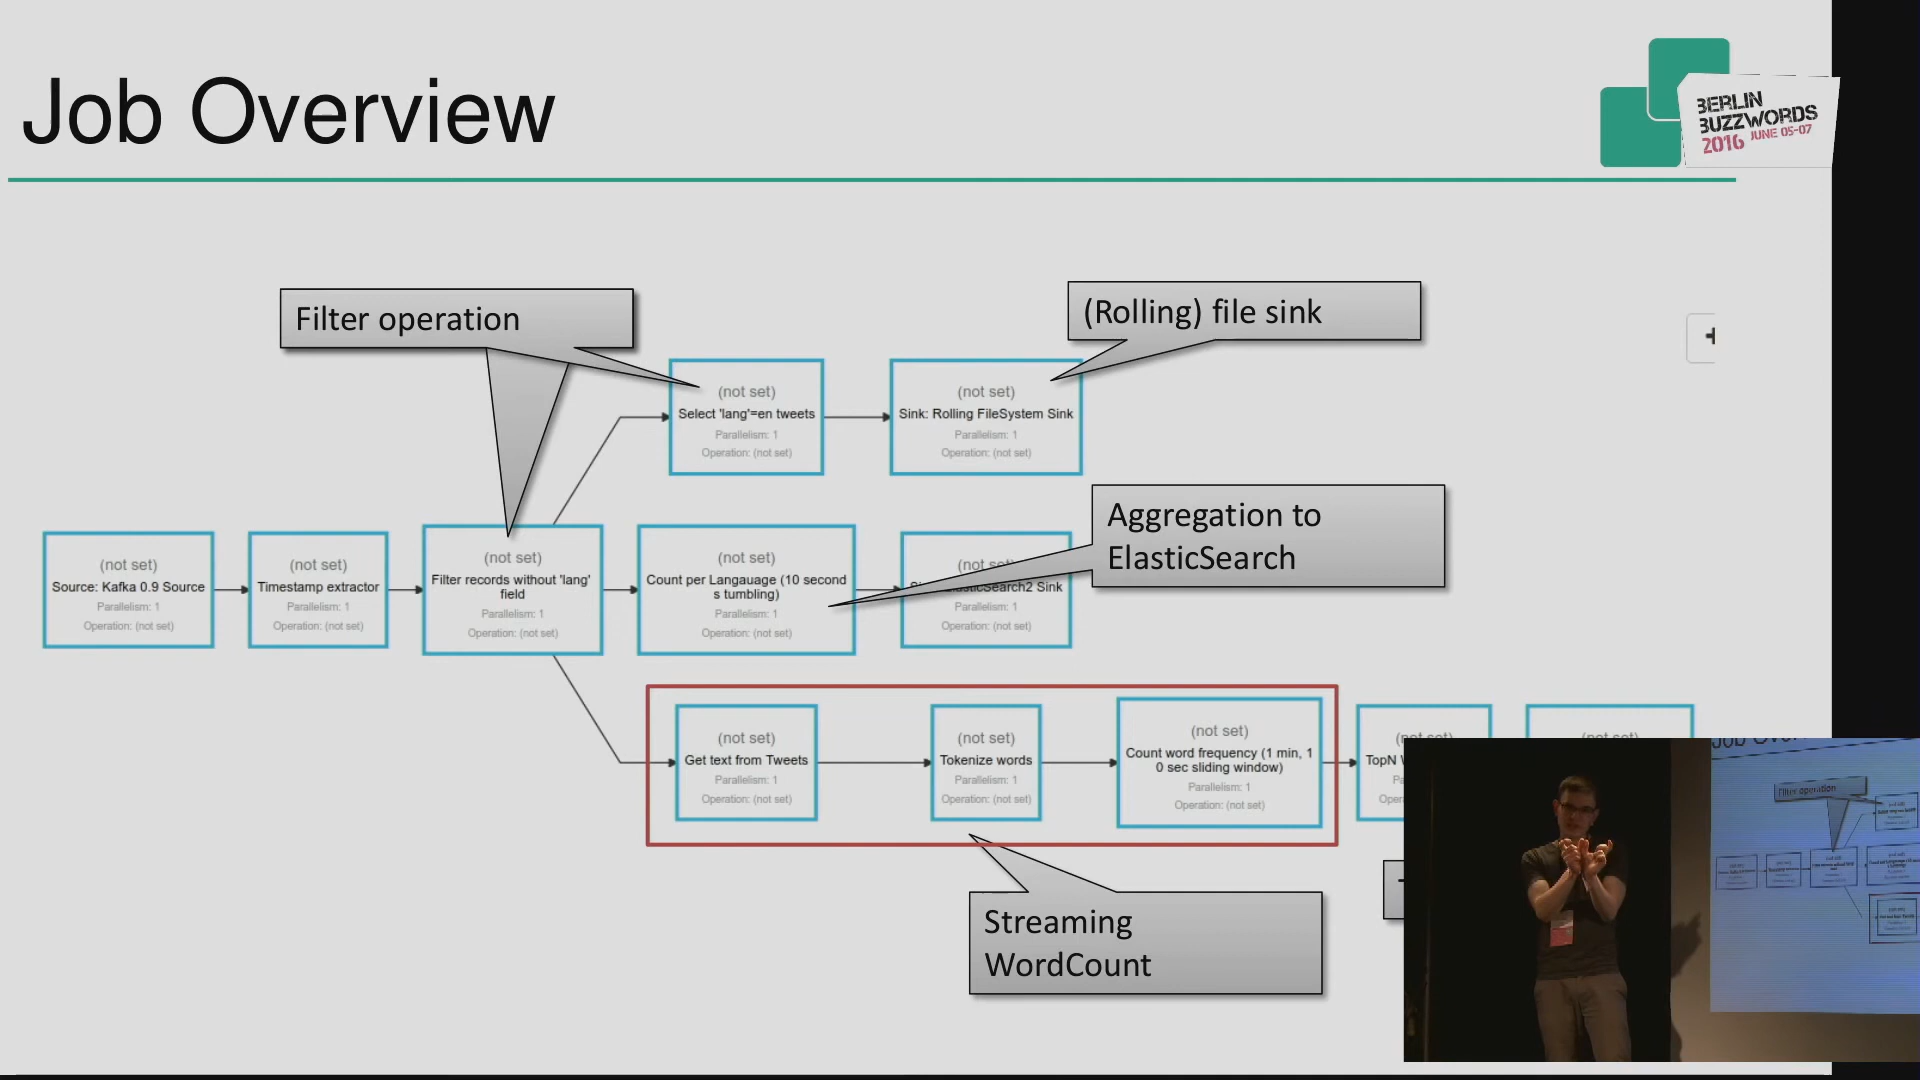 Job Overview
BERLIN
BUZZWORDS
2016 JUNE 05-07
Filter operation
(Rolling) file sink
(not set)
Select 'lang'=en tweets
Parallelism: 1
Operation: (not set)
(not set)
Sink: Rolling FileSystem Sink
Parallelism: 1
Operation: (not set)
Aggregation to
ElasticSearch
(not set)
Source: Kafka 0.9 Source
Parallelism: 1
Operation: (not set)
(not set)
Timestamp extractor
Parallelism: 1
Operation: (not set)
(not set)
Filter records without 'lang'
field
Parallelism: 1
Operation: (not set)
(not set)
Count per Langauage (10 second
s tumbling)
Parallelism: 1
Operation: (not set)
(not set)
Sink
Parallelism: 1
Operation: (not set)
(not set)
Get text from Tweets
Parallelism: 1
Operation: (not set)
(not set)
Tokenize words
Parallelism: 1
Operation: (not set)
(not set)
Count word frequency (1 min, 1
0 sec sliding window)
Parallelism: 1
Operation: (not set)
TopN
Streaming
WordCount
Filter operation